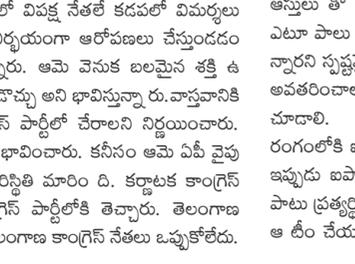 లో విపక్ష నేతలే కడపలో విమర్శలు
ర్భయంగా ఆరోపణలు చేస్తుండడం
్నారు. ఆమె వెనుక బలమైన శక్తి ఉ
డొచ్చు అని భావిస్తున్నా రు.వాస్తవానికి
స్ పార్టీలో చేరాలని నిర్ణయించారు.
భావించారు. కనీసం ఆమె ఏపీ వైపు
రిస్థితి మారిం ది. కర్ణాటక కాంగ్రెస్
గ్రెస్ పార్టీలోకి తెచ్చారు. తెలంగాణ
లంగాణ కాంగ్రెస్ నేతలు ఒప్పుకోలేదు.
ఆస్తులు తా
ఎటూ పాలు
న్నారని స్పష్ట
అవతరించాల
చూడాలి.
రంగంలోకి
ఇప్పుడు ఐపా
పాటు ప్రత్యర్థి
ఆ టీం చేయ